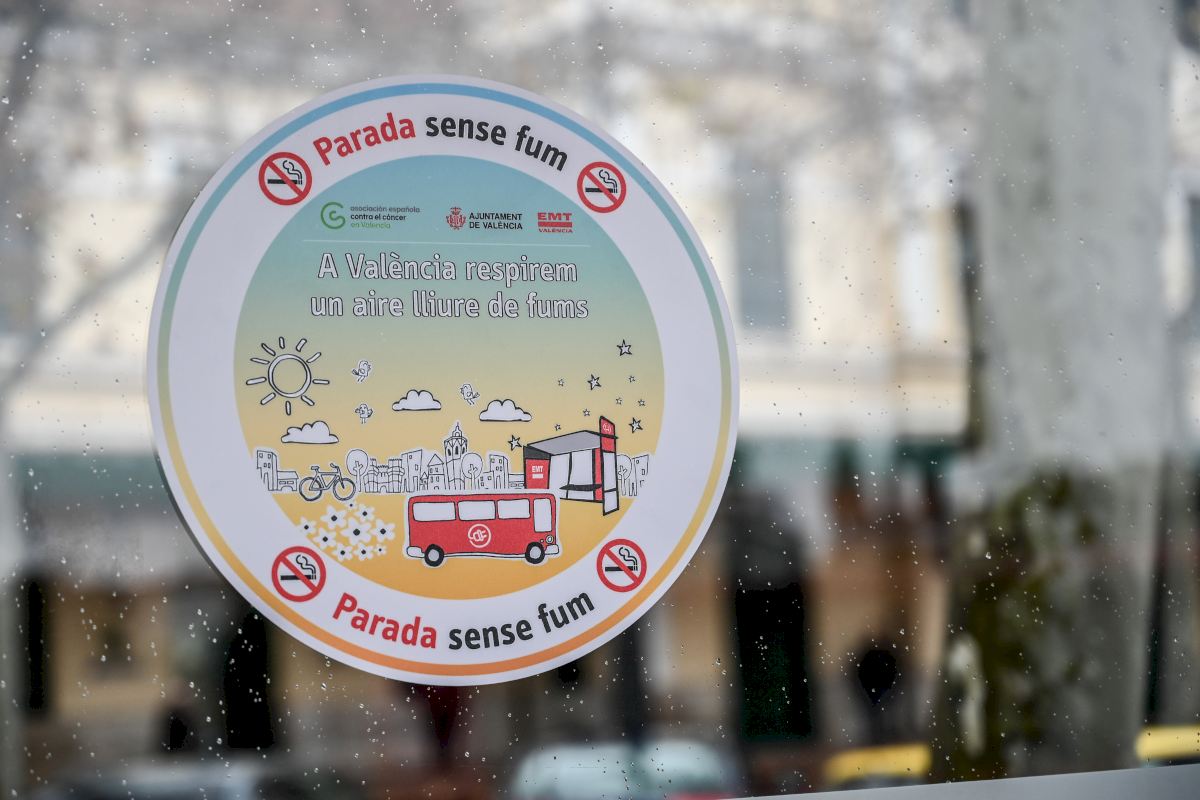 Parada sense fum
asociación española
contra el cáncer
en Valencia
AJUNTAMENT
DE VALÈNCIA
EMT
VALÈNCIA
A València respirem
un aire lliure de fums
EMT
Parada sense fum